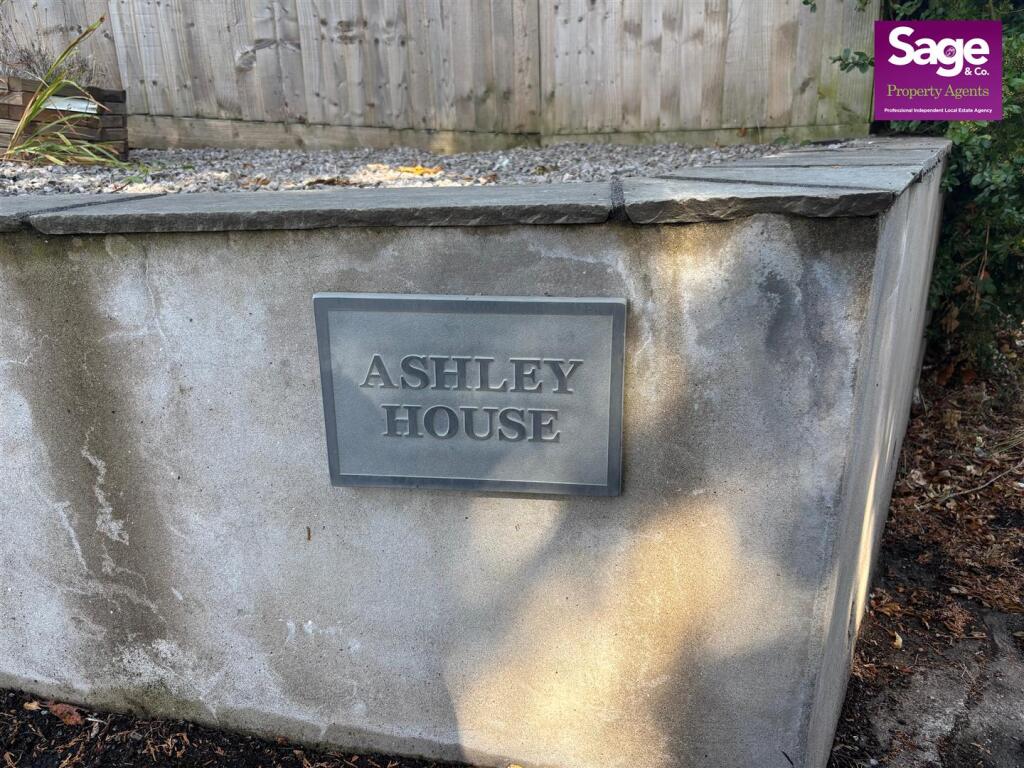 Sage
& Co.
Property Agents
Professional Independent Local Estate Agency
ASHLEY
HOUSE